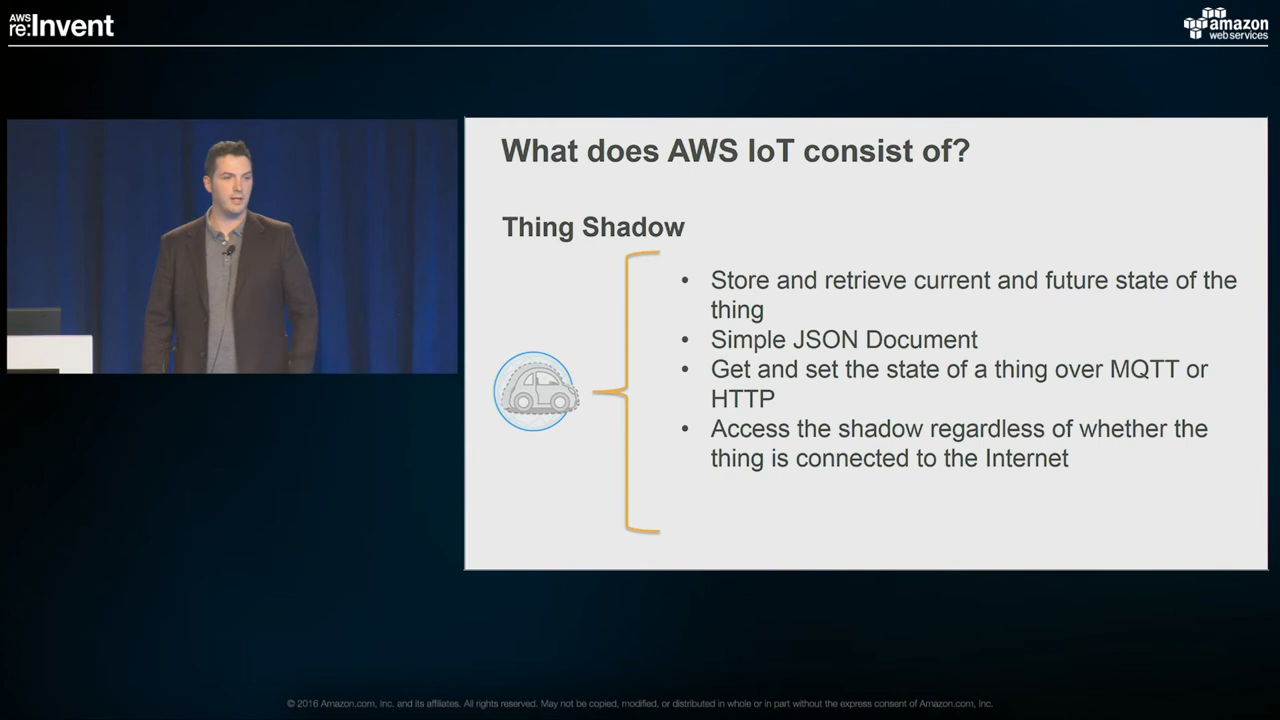 AWS
re:Invent
amazon
webservices
What does AWS IoT consist of?
Thing Shadow
• Store and retrieve current and future state of the
thing
• Simple JSON Document
• Get and set the state of a thing over MQTT or
HTTP
• Access the shadow regardless of whether the
thing is connected to the Internet
© 2016 Amazon.com, Inc. and its affiliates. All rights reserved. May not be copied, modified, or distributed in whole or in part without the express consent of Amazon.com, Inc.